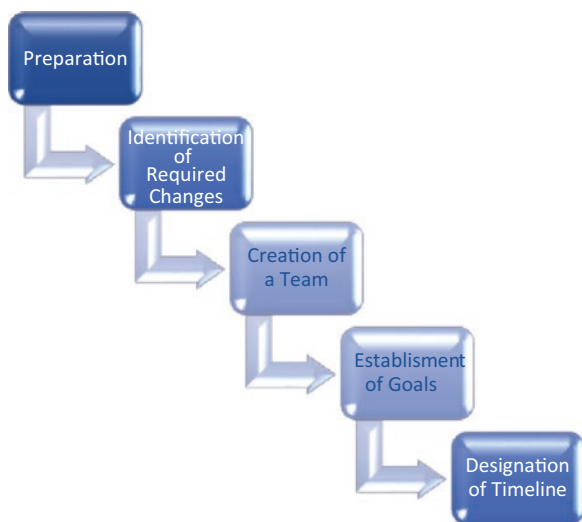 Preparation
Identification
of
Required
Changes
Creation of
a Team
Establisment
of Goals
Designation
of Timeline